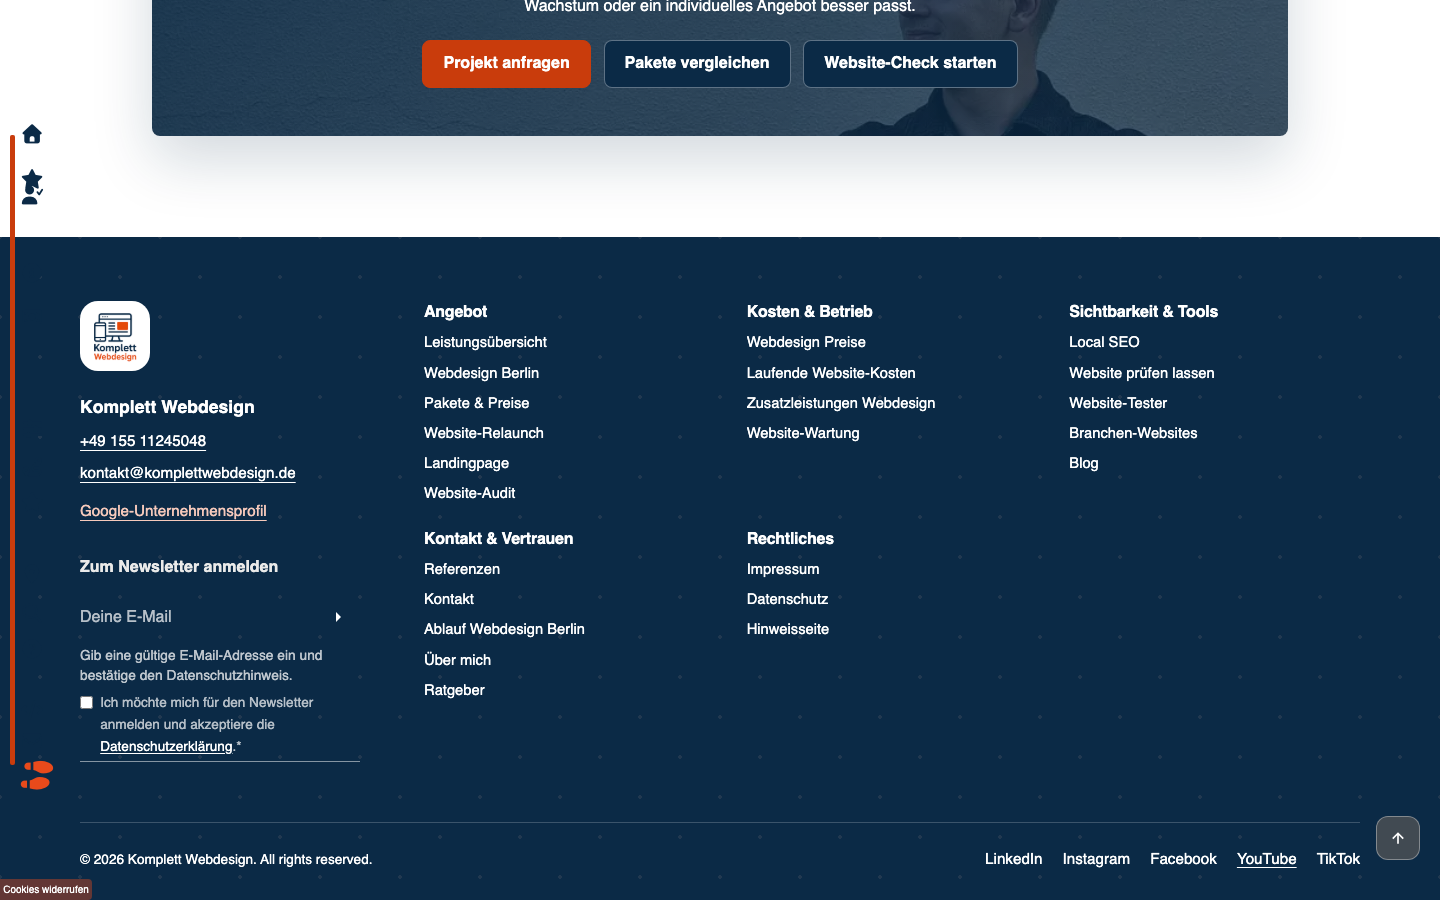 Wachstum oder ein individuelles Angebot besser passt.
Projekt anfragen
Pakete vergleichen
Website-Check starten
Komplett
Webdesign
Komplett Webdesign
+49 155 11245048
kontakt@komplettwebdesign.de
Google-Unternehmensprofil
Zum Newsletter anmelden
Deine E-Mail
Gib eine gültige E-Mail-Adresse ein und
bestätige den Datenschutzhinweis.
Ich möchte mich für den Newsletter
anmelden und akzeptiere die
Datenschutzerklärung.*
Angebot
Leistungsübersicht
Webdesign Berlin
Pakete & Preise
Website-Relaunch
Landingpage
Website-Audit
Kosten & Betrieb
Webdesign Preise
Laufende Website-Kosten
Zusatzleistungen Webdesign
Website-Wartung
Sichtbarkeit & Tools
Local SEO
Website prüfen lassen
Website-Tester
Branchen-Websites
Blog
Kontakt & Vertrauen
Referenzen
Kontakt
Ablauf Webdesign Berlin
Über mich
Ratgeber
Rechtliches
Impressum
Datenschutz
Hinweisseite
© 2026 Komplett Webdesign. All rights reserved.
LinkedIn
Instagram
Facebook
YouTube
TikTok
Cookies widerrufen